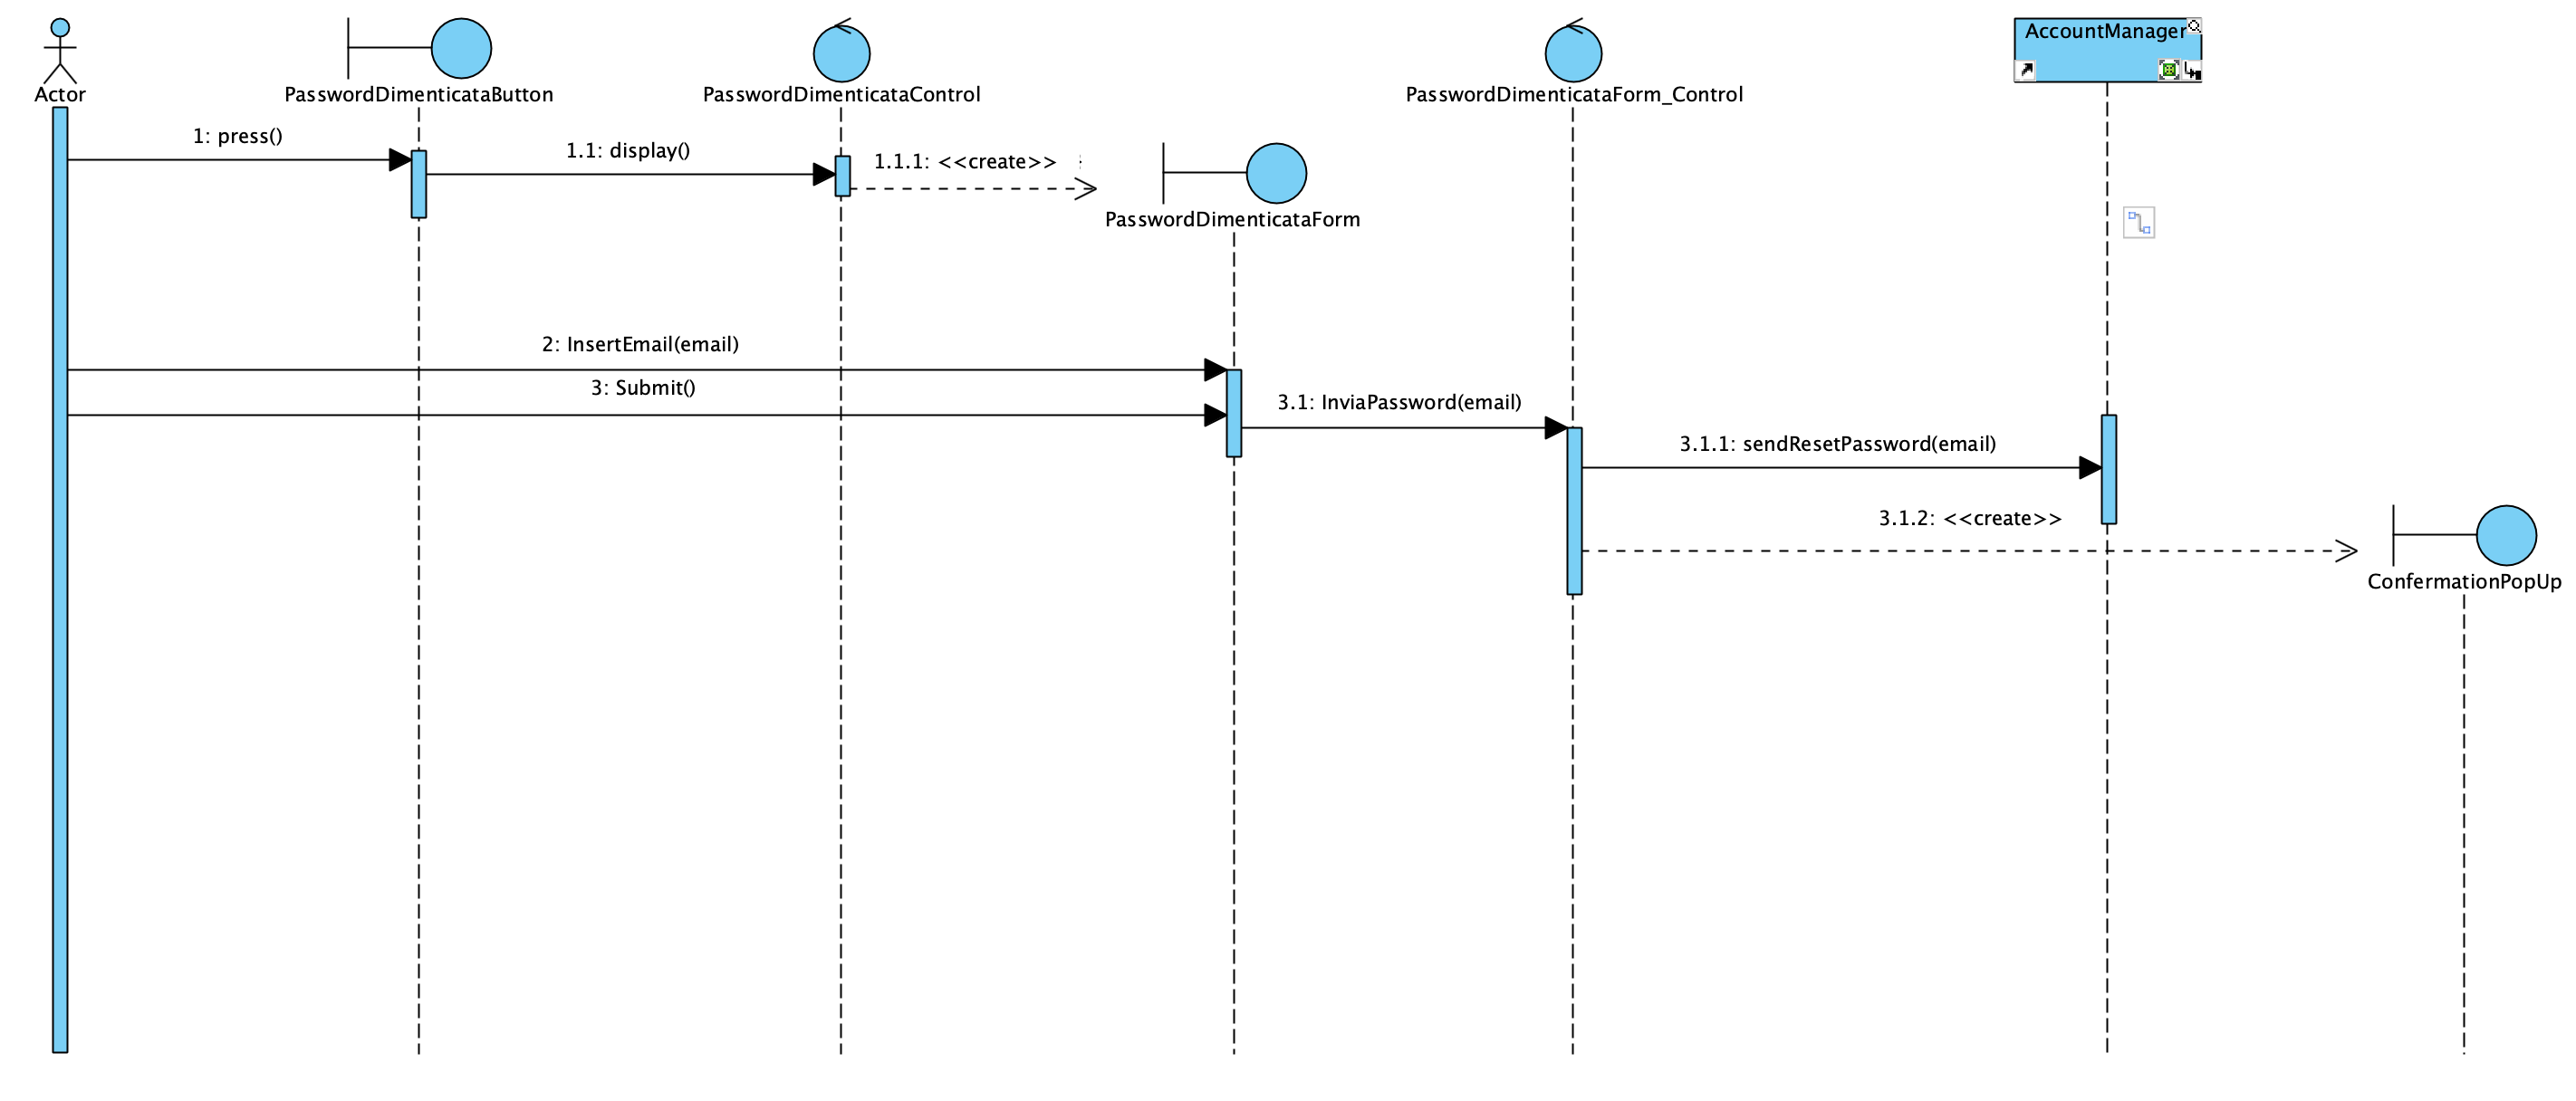 Actor
PasswordDimenticataButton
PasswordDimenticataControl
PasswordDimenticataForm_Control
AccountManager
1: press()
1.1: display()
1.1.1: <<create>>
PasswordDimenticataForm
2: InsertEmail(email)
3: Submit()
3.1: InviaPassword(email)
3.1.1: sendResetPassword(email)
3.1.2: <<create>>
ConfermationPopUp